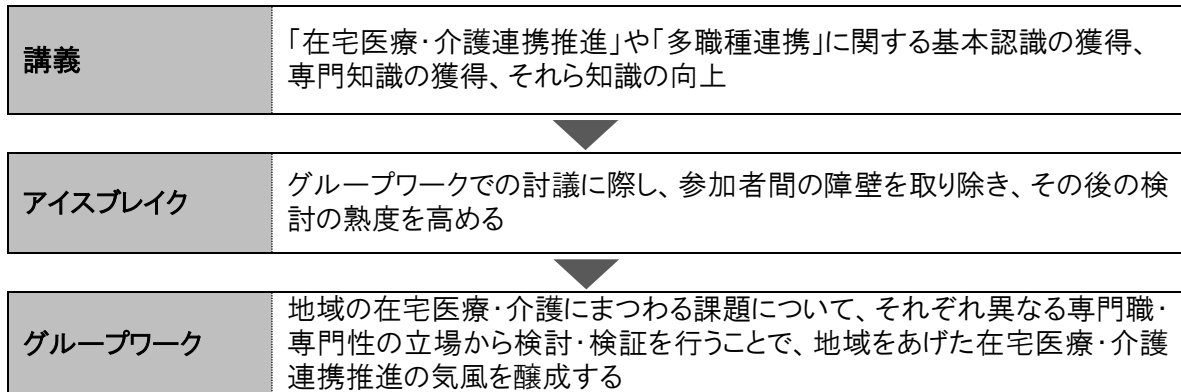 講義
「在宅医療・介護連携推進」や「多職種連携」に関する基本認識の獲得、
専門知識の獲得、それら知識の向上
アイスブレイク
グループワークでの討議に際し、参加者間の障壁を取り除き、その後の検
討の熟度を高める
グループワーク
地域の在宅医療・介護にまつわる課題について、それぞれ異なる専門職・
専門性の立場から検討・検証を行うことで、地域をあげた在宅医療・介護
連携推進の気風を醸成する